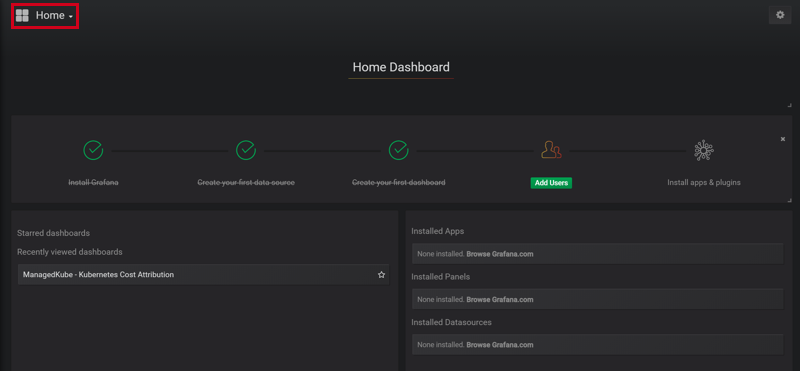 Home
Home Dashboard
Install Grafana
Create your first data source
Create your first dashboard
Add Users
Install apps & plugins
Starred dashboards
Recently viewed dashboards
ManagedKube - Kubernetes Cost Attribution
Installed Apps
None installed. Browse Grafana.com
Installed Panels
None installed. Browse Grafana.com
Installed Datasources
None installed. Browse Grafana.com